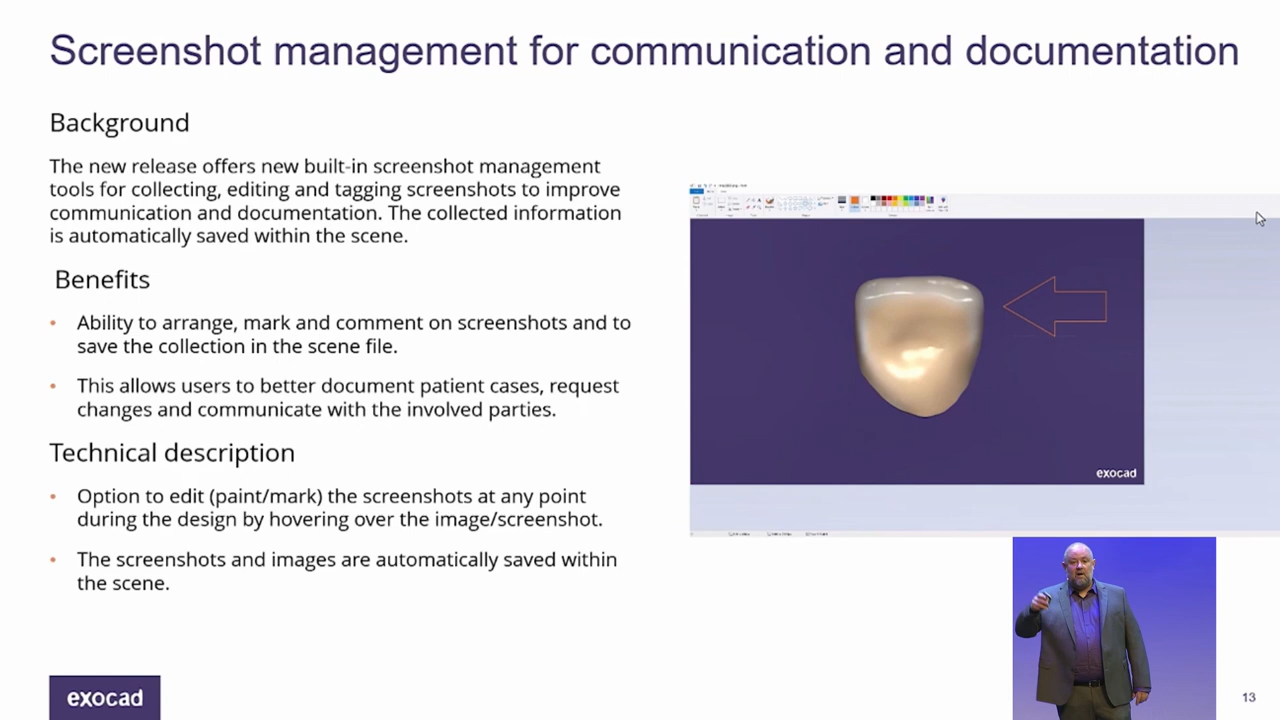 Screenshot management for communication and documentation
Background
The new release offers new built-in screenshot management
tools for collecting, editing and tagging screenshots to improve
communication and documentation. The collected information
is automatically saved within the scene.
Benefits
• Ability to arrange, mark and comment on screenshots and to
save the collection in the scene file.
• This allows users to better document patient cases, request
changes and communicate with the involved parties.
Technical description
• Option to edit (paint/mark) the screenshots at any point
during the design by hovering over the image/screenshot.
• The screenshots and images are automatically saved within
the scene.
exocad
exocad
13